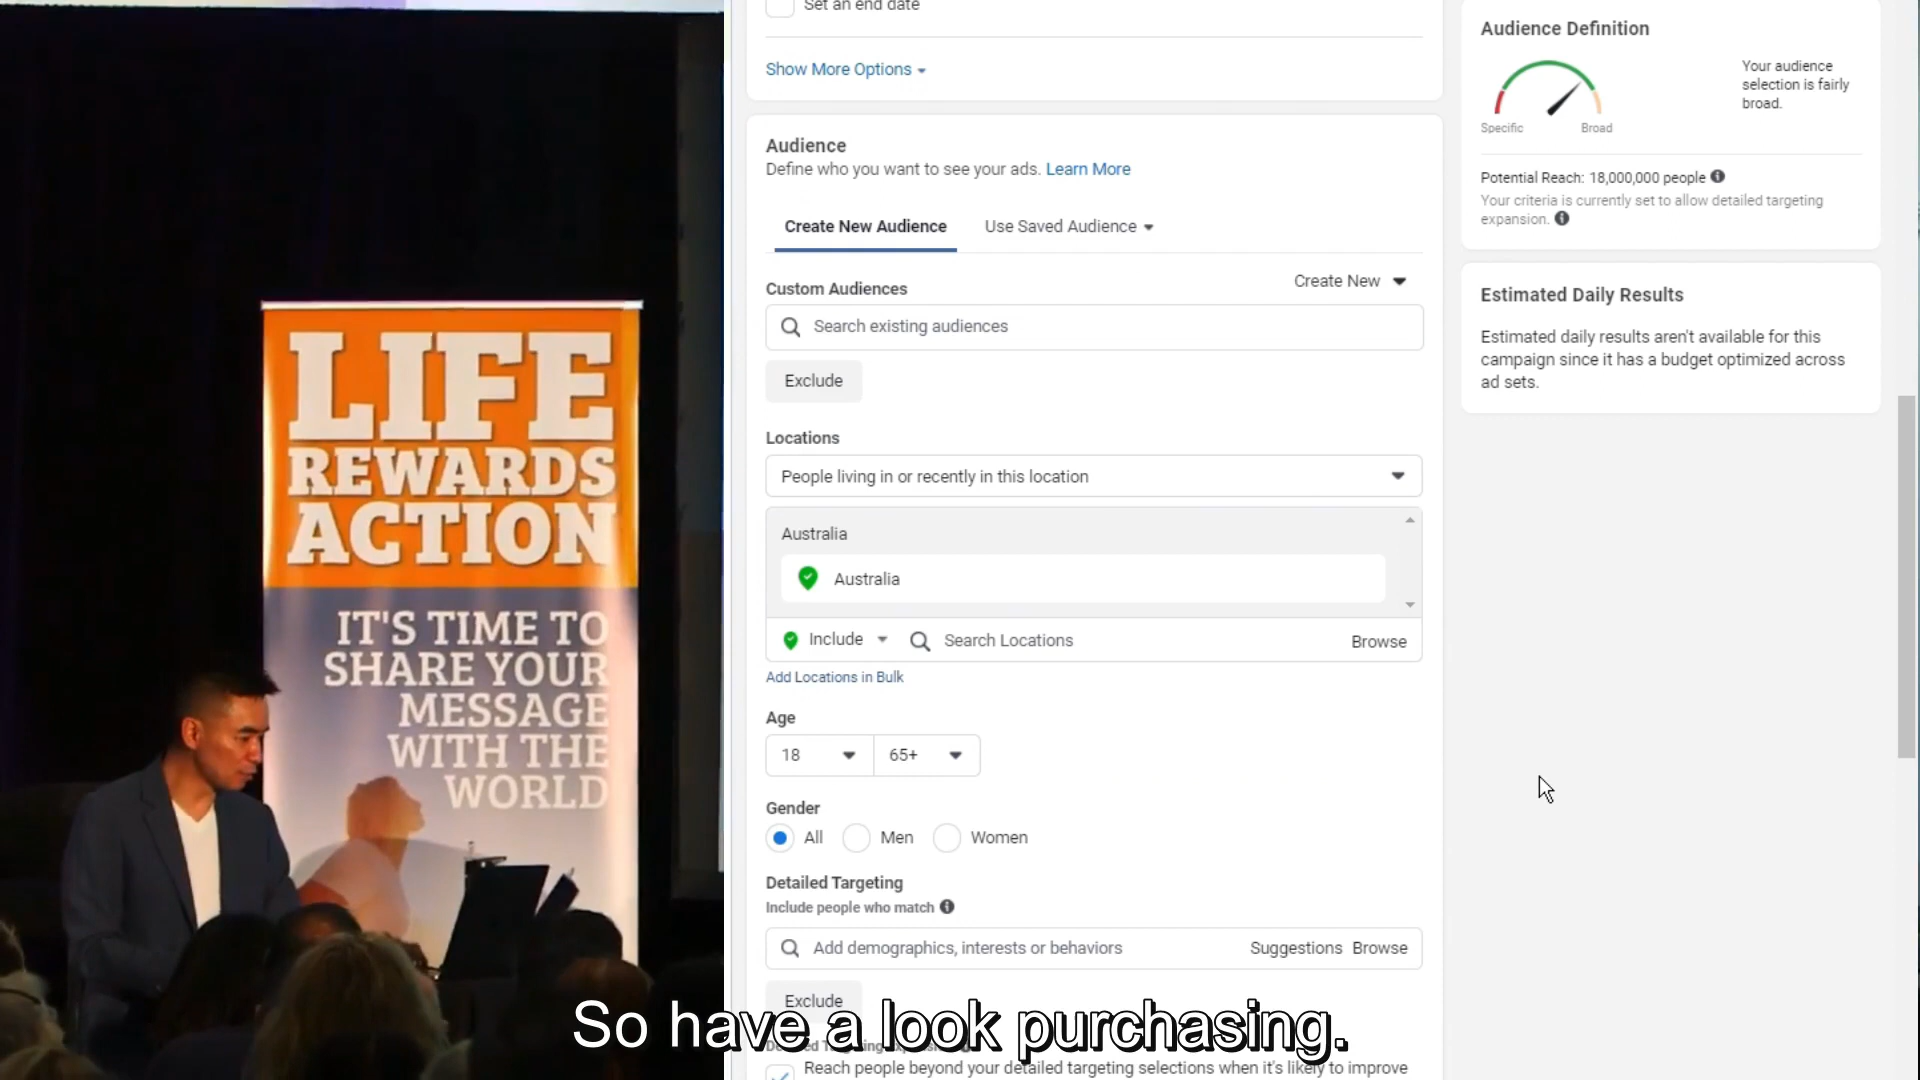 LIFE
REWARDS
ACTION
IT'S TIME TO
SHARE YOUR
MESSAGE
WITH THE
WORLD
Set an end date
Show More Options
Audience
Define who you want to see your ads. Learn More
Create New Audience
Use Saved Audience
Custom Audiences
Create New
Search existing audiences
Exclude
Locations
People living in or recently in this location
Australia
Australia
Include
Search Locations
Browse
Add Locations in Bulk
Age
18
65+
Gender
All
Men
Women
Detailed Targeting
Include people who match
Add demographics, interests or behaviors
Suggestions
Browse
Exclude
Reach people beyond your detailed targeting selections when it's likely to improve
Audience Definition
Your audience
selection is fairly
broad.
Specific
Broad
Potential Reach: 18,000,000 people
Your criteria is currently set to allow detailed targeting
expansion.
Estimated Daily Results
Estimated daily results aren't available for this
campaign since it has a budget optimized across
ad sets.
So have a look purchasing.